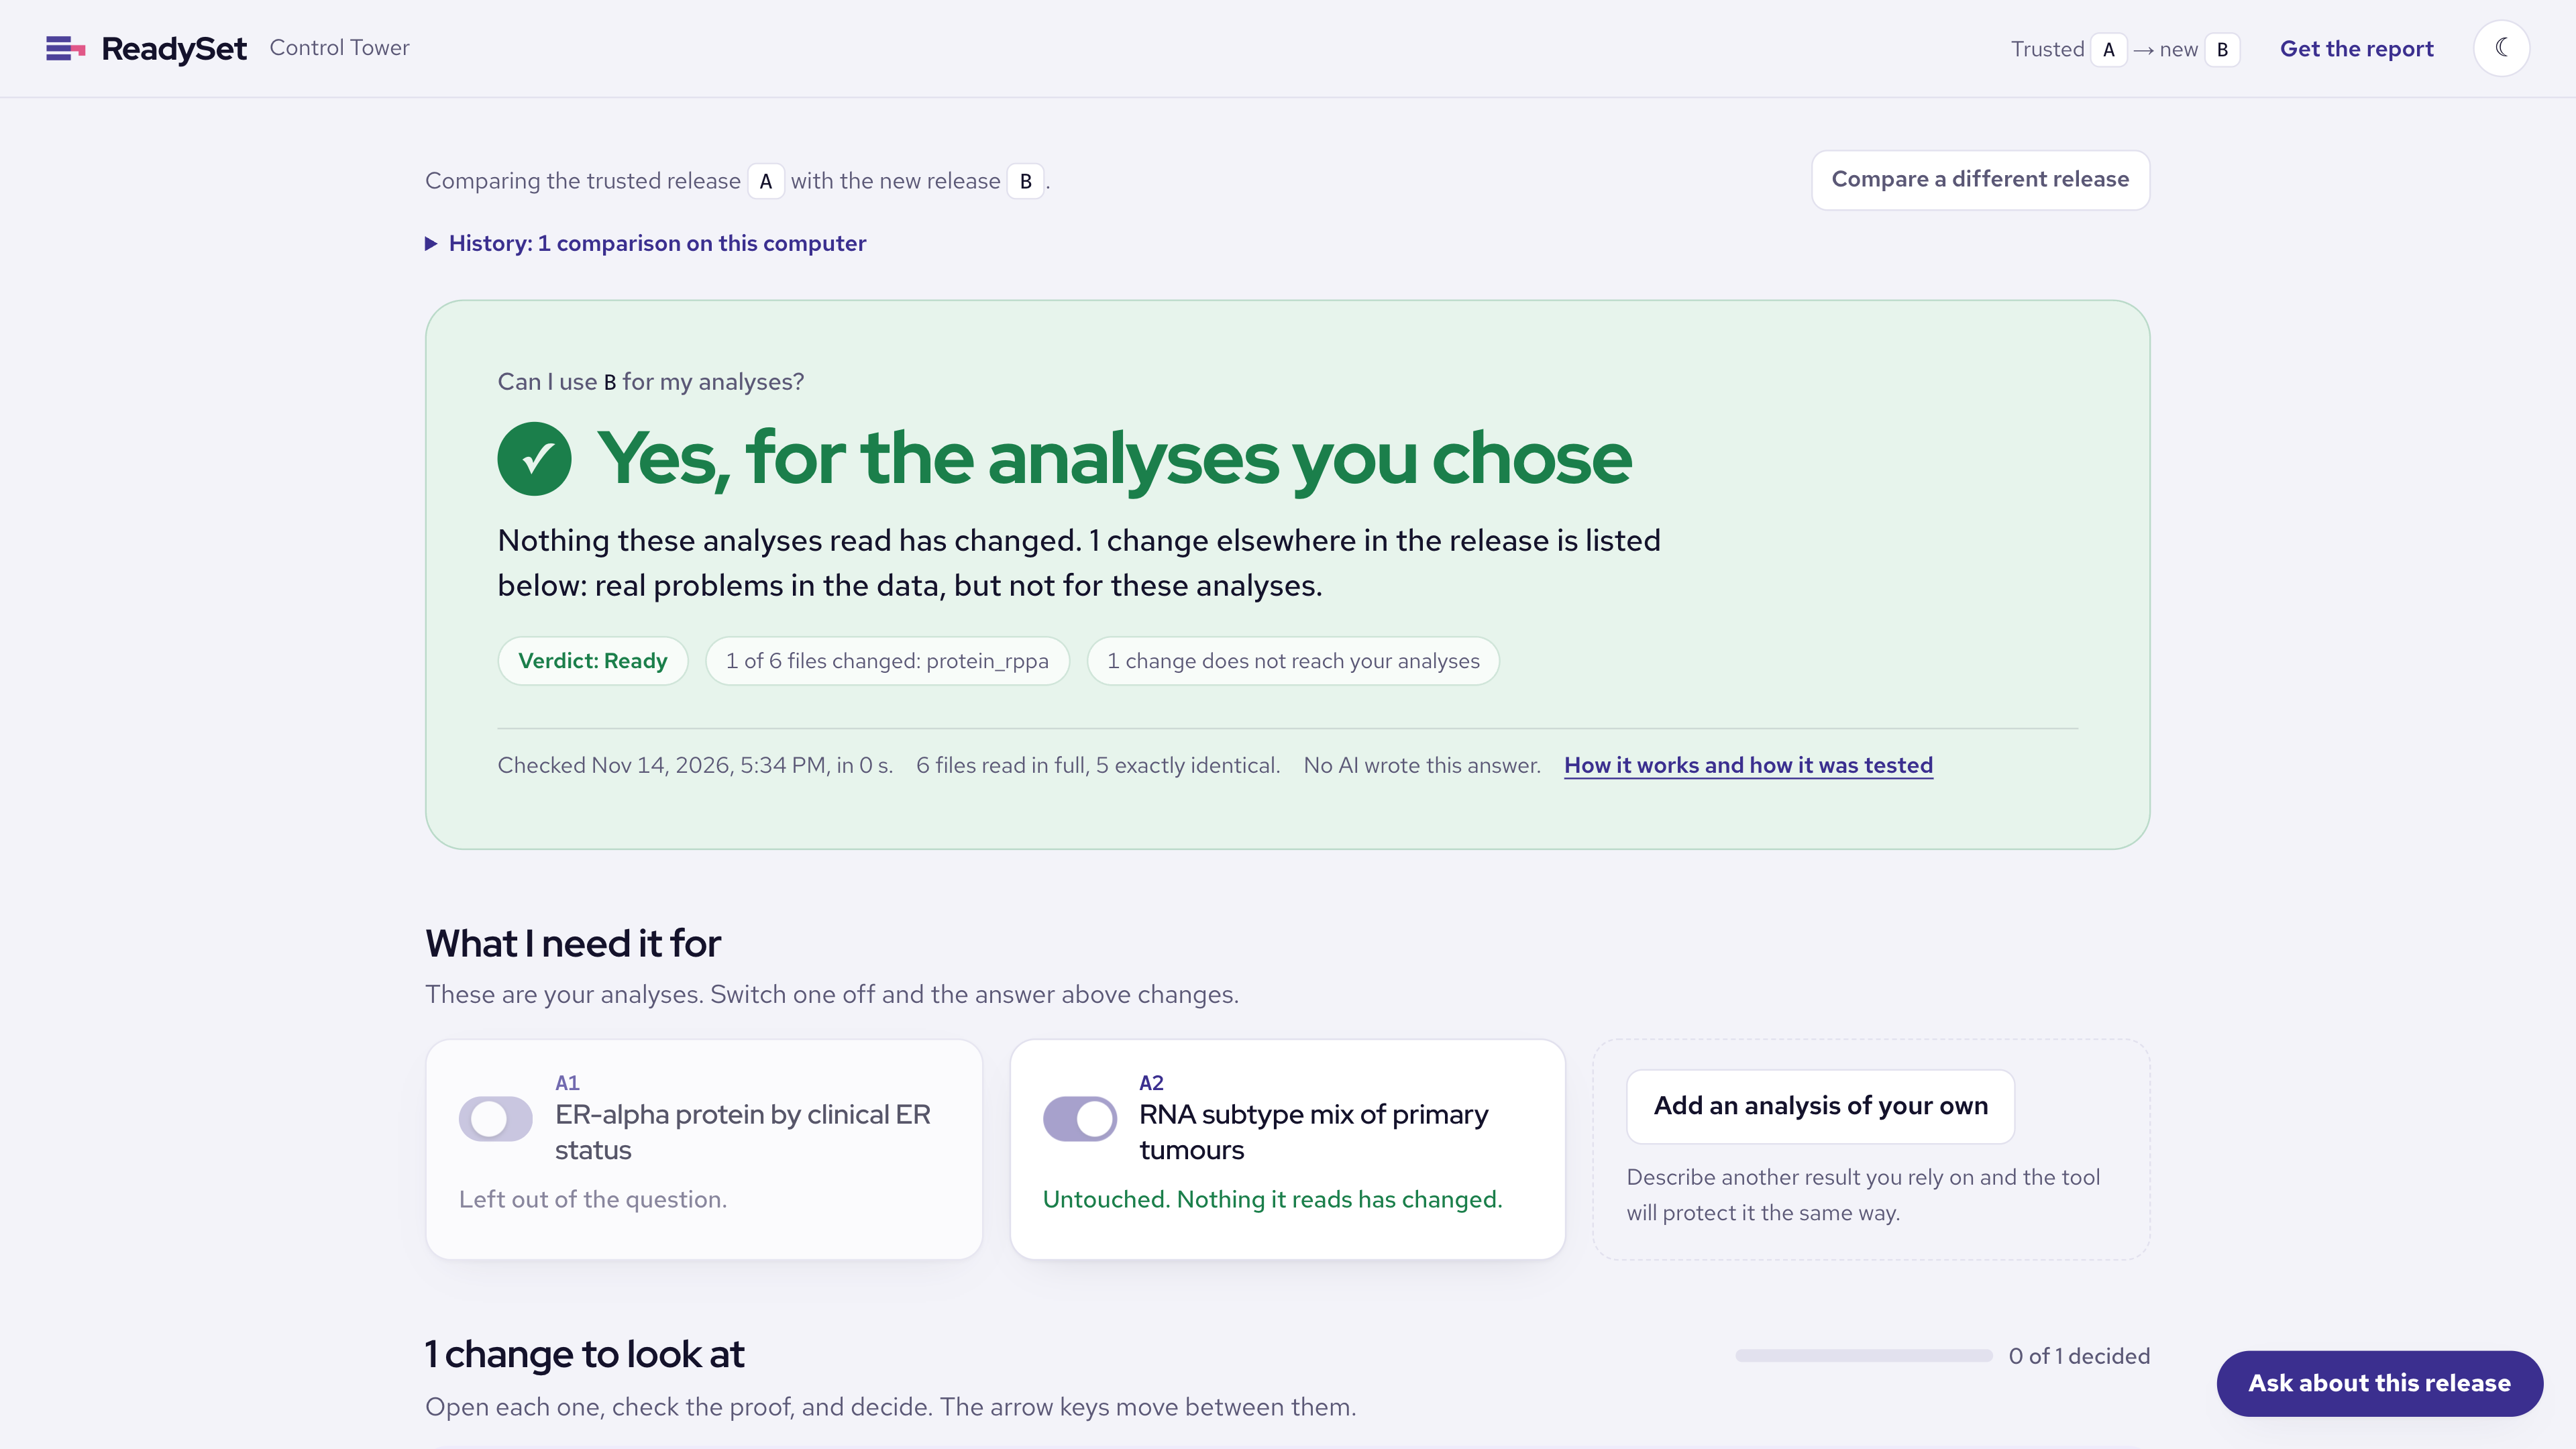 ReadySet Control Tower
Trusted A → new B Get the report
Comparing the trusted release A with the new release B.
Compare a different release
▶ History: 1 comparison on this computer
Can I use B for my analyses?
✓ Yes, for the analyses you chose
Nothing these analyses read has changed. 1 change elsewhere in the release is listed
below: real problems in the data, but not for these analyses.
Verdict: Ready 1 of 6 files changed: protein_rppa 1 change does not reach your analyses
Checked Nov 14, 2026, 5:34 PM, in 0 s. 6 files read in full, 5 exactly identical. No AI wrote this answer. How it works and how it was tested
What I need it for
These are your analyses. Switch one off and the answer above changes.
A1
ER-alpha protein by clinical ER
status
Left out of the question.
A2
RNA subtype mix of primary
tumours
Untouched. Nothing it reads has changed.
Add an analysis of your own
Describe another result you rely on and the tool
will protect it the same way.
1 change to look at
0 of 1 decided
Open each one, check the proof, and decide. The arrow keys move between them.
Ask about this release